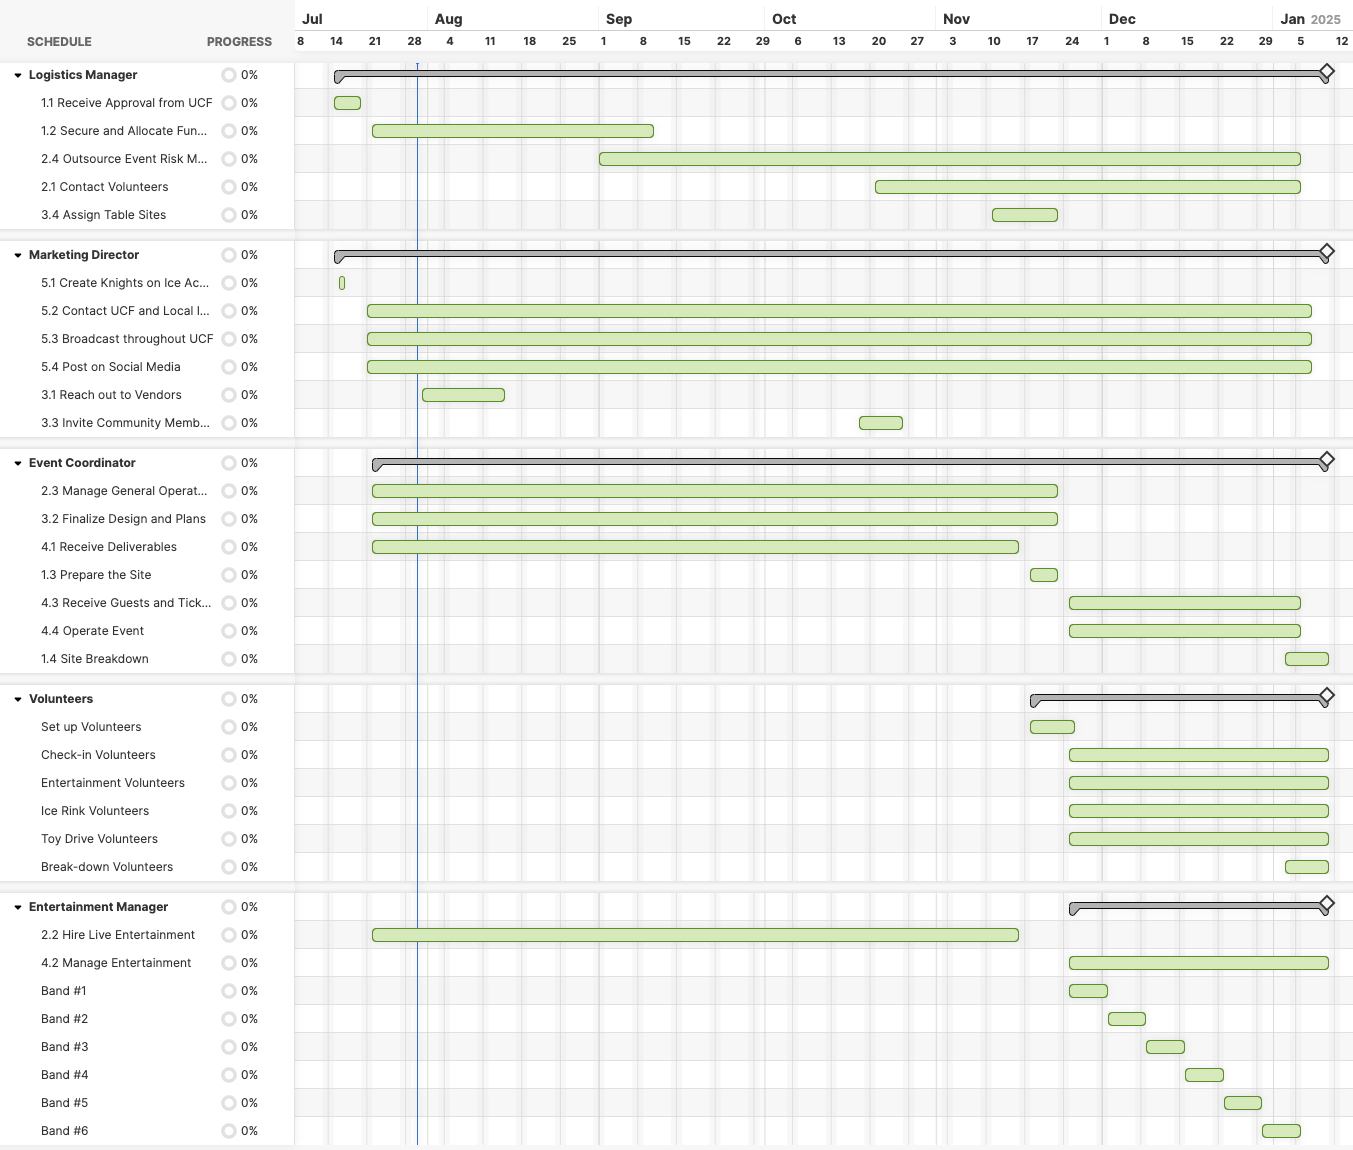 Jul Aug Sep Oct Nov Dec Jan 2025
SCHEDULE PROGRESS 8 14 21 28 4 11 18 25 1 8 15 22 29 6 13 20 27 3 10 17 24 1 8 15 22 29 5 12
Logistics Manager 0%
1.1 Receive Approval from UCF 0%
1.2 Secure and Allocate Fun... 0%
2.4 Outsource Event Risk M... 0%
2.1 Contact Volunteers 0%
3.4 Assign Table Sites 0%
Marketing Director 0%
5.1 Create Knights on Ice Ac... 0%
5.2 Contact UCF and Local I... 0%
5.3 Broadcast throughout UCF 0%
5.4 Post on Social Media 0%
3.1 Reach out to Vendors 0%
3.3 Invite Community Memb... 0%
Event Coordinator 0%
2.3 Manage General Operat... 0%
3.2 Finalize Design and Plans 0%
4.1 Receive Deliverables 0%
1.3 Prepare the Site 0%
4.3 Receive Guests and Tick... 0%
4.4 Operate Event 0%
1.4 Site Breakdown 0%
Volunteers 0%
Set up Volunteers 0%
Check-in Volunteers 0%
Entertainment Volunteers 0%
Ice Rink Volunteers 0%
Toy Drive Volunteers 0%
Break-down Volunteers 0%
Entertainment Manager 0%
2.2 Hire Live Entertainment 0%
4.2 Manage Entertainment 0%
Band #1 0%
Band #2 0%
Band #3 0%
Band #4 0%
Band #5 0%
Band #6 0%